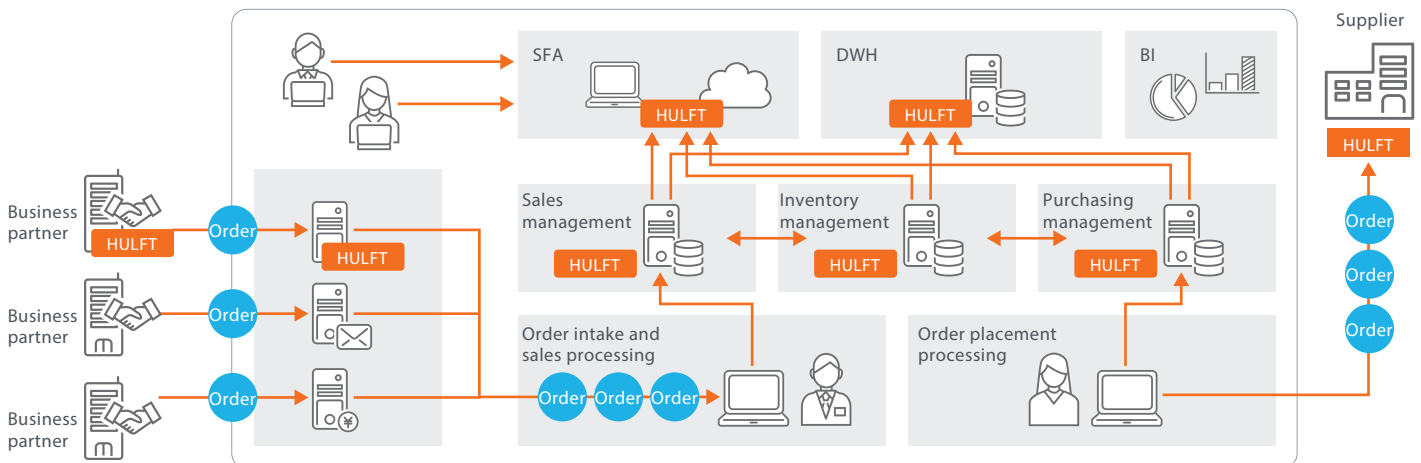 Supplier
SFA
DWH
BI
HULFT
HULFT
HULFT
Business
partner
HULFT
Order
HULFT
Sales
management
HULFT
Inventory
management
HULFT
Purchasing
management
HULFT
Order
Order
Order
Business
partner
Order
Order intake and
sales processing
Order placement
processing
Business
partner
Order
Order
Order
Order